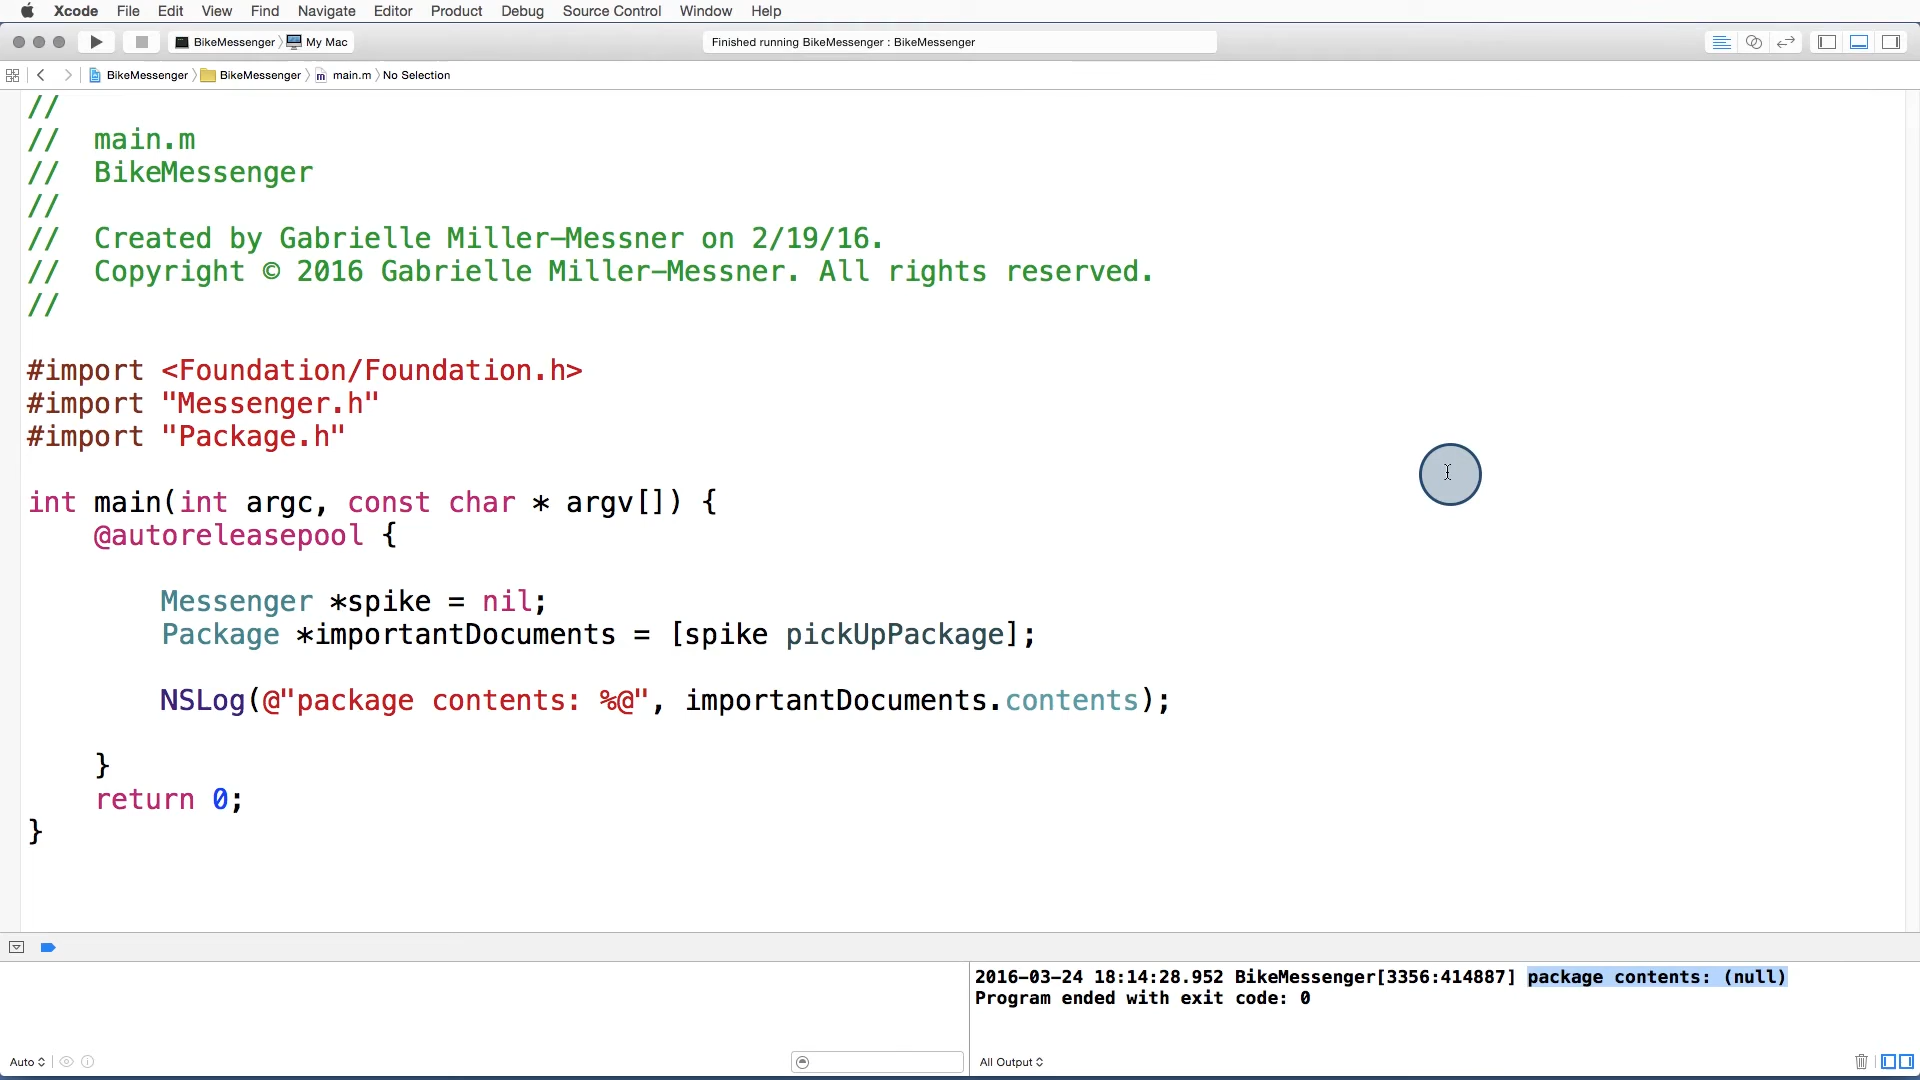 Xcode File Edit View Find Navigate Editor Product Debug Source Control Window Help
BikeMessenger My Mac
Finished running BikeMessenger : BikeMessenger
BikeMessenger BikeMessenger main.m No Selection
//
// main.m
// BikeMessenger
//
// Created by Gabrielle Miller-Messner on 2/19/16.
// Copyright © 2016 Gabrielle Miller-Messner. All rights reserved.
//
#import <Foundation/Foundation.h>
#import "Messenger.h"
#import "Package.h"
int main(int argc, const char * argv[]) {
@autoreleasepool {
Messenger *spike = nil;
Package *importantDocuments = [spike pickUpPackage];
NSLog(@"package contents: %@", importantDocuments.contents);
}
return 0;
}
2016-03-24 18:14:28.952 BikeMessenger[3356:414887] package contents: (null)
Program ended with exit code: 0
Auto
All Output